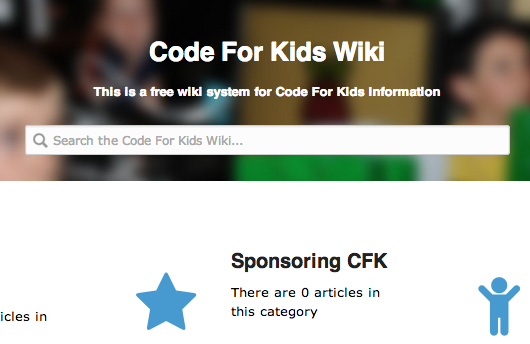 Code For Kids Wiki
This is a free wiki system for Code For Kids Information
Search the Code For Kids Wiki...
Sponsoring CFK
There are 0 articles in
this category
icles in